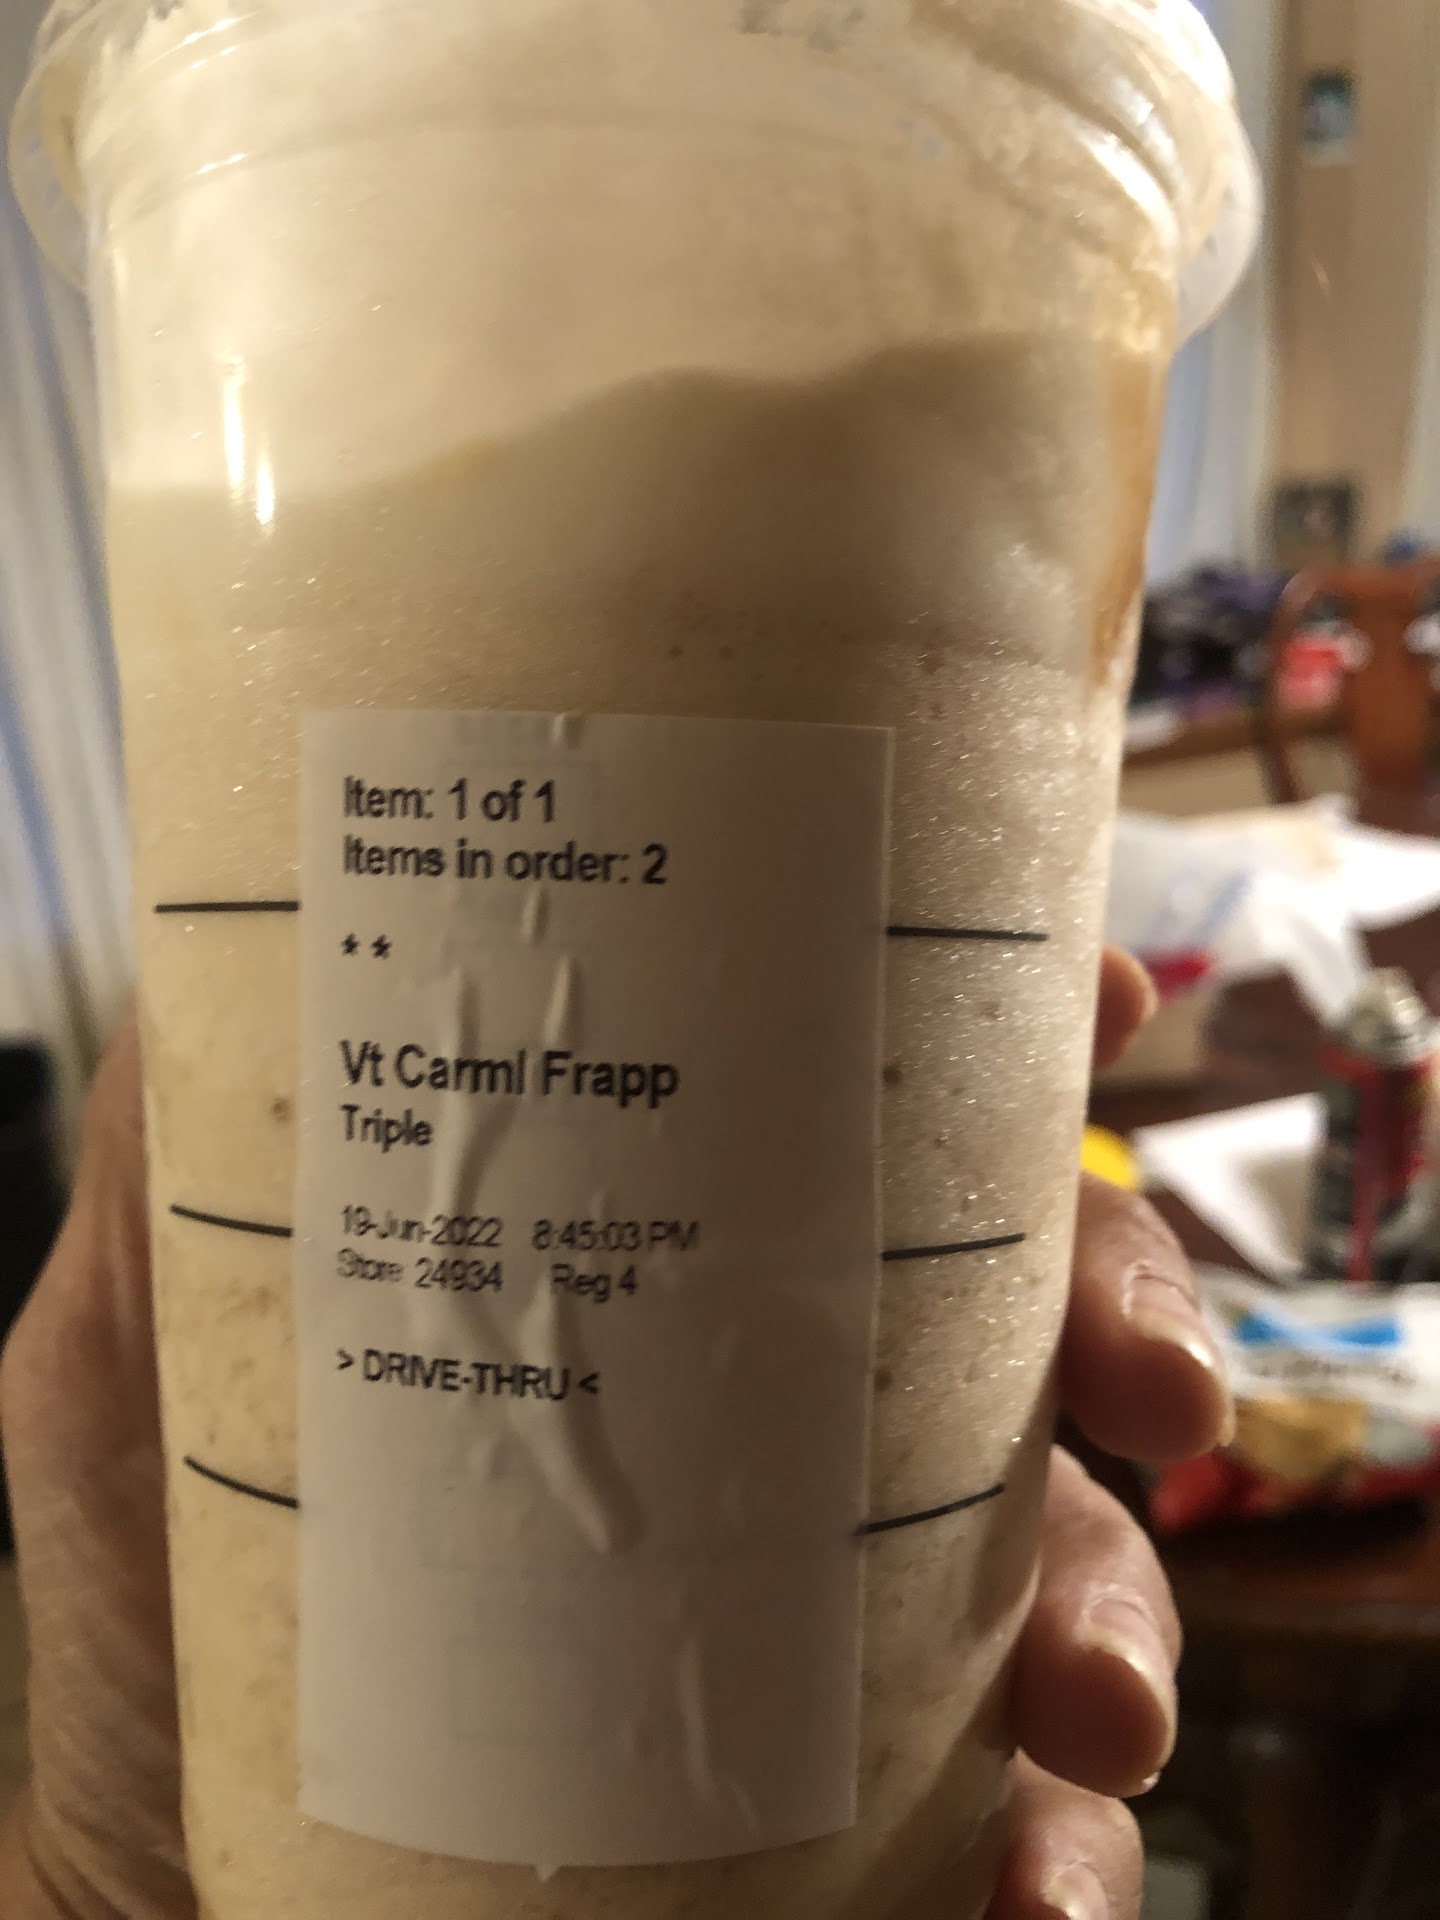 Item: 1 of 1
Items in order: 2
* *
Vt Carml Frapp
Triple
19-Jun-2022 8:45:03 PM
Store 24934 Reg 4
> DRIVE-THRU <